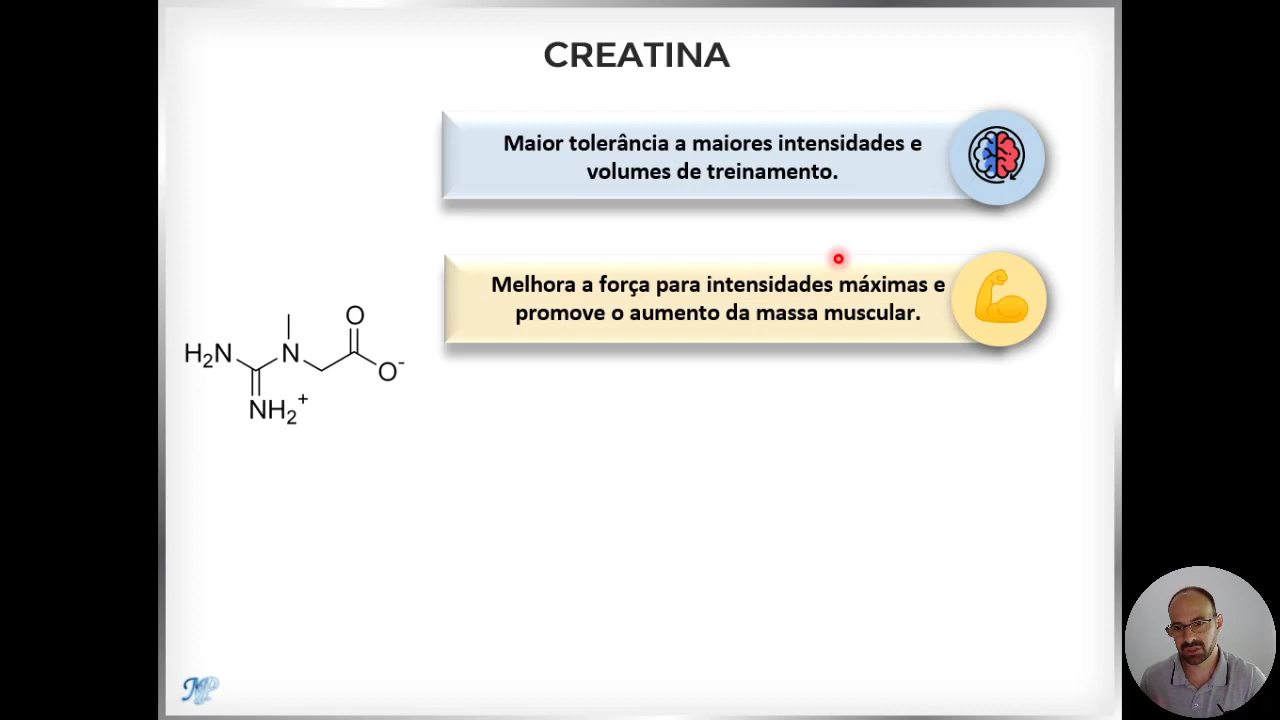 CREATINA
Maior tolerância a maiores intensidades e
volumes de treinamento.
Melhora a força para intensidades máximas e
promove o aumento da massa muscular.
O
H₂N
N
O⁻
NH₂⁺